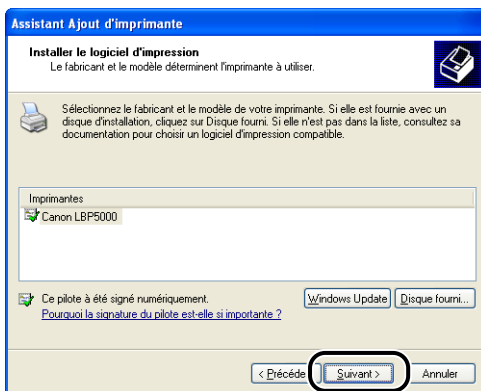 Assistant Ajout d'imprimante
Installer le logiciel d'impression
Le fabricant et le modèle déterminent l'imprimante à utiliser.
Sélectionnez le fabricant et le modèle de votre imprimante. Si elle est fournie avec un
disque d'installation, cliquez sur Disque fourni. Si elle n'est pas dans la liste, consultez sa
documentation pour choisir un logiciel d'impression compatible.
Imprimantes
Canon LBP5000
Ce pilote à été signé numériquement.
Pourquoi la signature du pilote est-elle si importante ?
Windows Update
Disque fourni...
< Précéde
Suivant >
Annuler